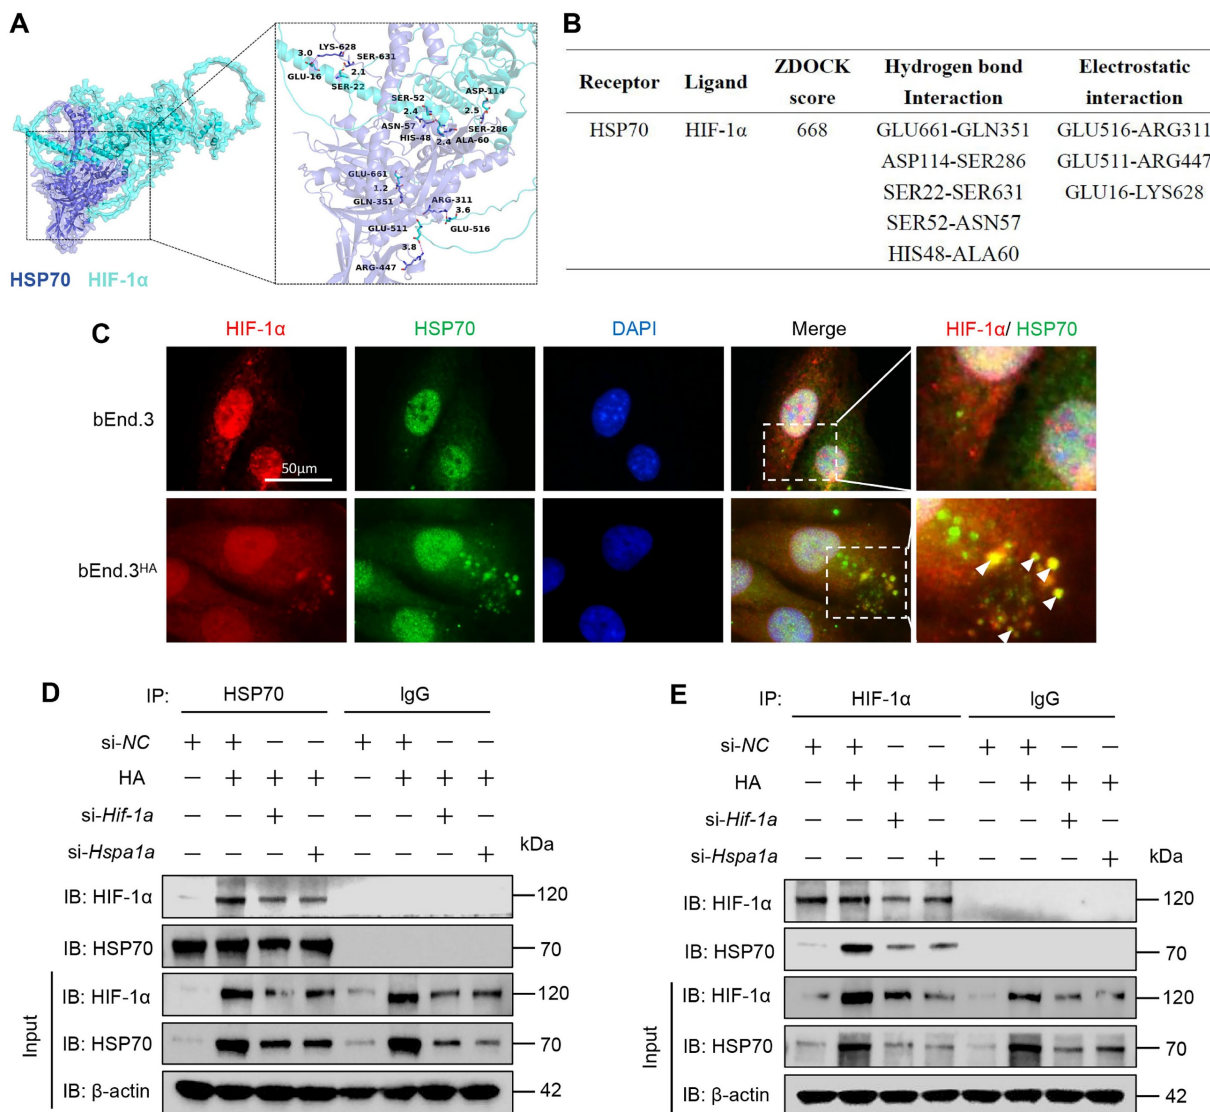 A
3.0
LYS-628
SER-631
2.1
GLU-16
SER-22
ASP-114
SER-52
2.4
2.5
ASN-57
SER-286
HIS-48
2.4
ALA-60
GLU-661
1.2
GLN-351
ARG-311
3.6
GLU-511
GLU-516
3.8
ARG-447
HSP70 HIF-1α
B
Receptor Ligand ZDOCK score Hydrogen bond Interaction Electrostatic interaction
HSP70 HIF-1α 668 GLU661-GLN351 GLU516-ARG311
ASP114-SER286 GLU511-ARG447
SER22-SER631 GLU16-LYS628
SER52-ASN57
HIS48-ALA60
C
HIF-1α HSP70 DAPI Merge HIF-1α/ HSP70
bEnd.3
50μm
bEnd.3HA
D
IP: HSP70 IgG
si-NC + + − − + + − −
HA − + + + − + + +
si-Hif-1a − − + − − − + −
si-Hspa1a − − − + − − − +
kDa
IB: HIF-1α 120
IB: HSP70 70
Input
IB: HIF-1α 120
IB: HSP70 70
IB: β-actin 42
E
IP: HIF-1α IgG
si-NC + + − − + + − −
HA − + + + − + + +
si-Hif-1a − − + − − − + −
si-Hspa1a − − − + − − − +
kDa
IB: HIF-1α 120
IB: HSP70 70
Input
IB: HIF-1α 120
IB: HSP70 70
IB: β-actin 42